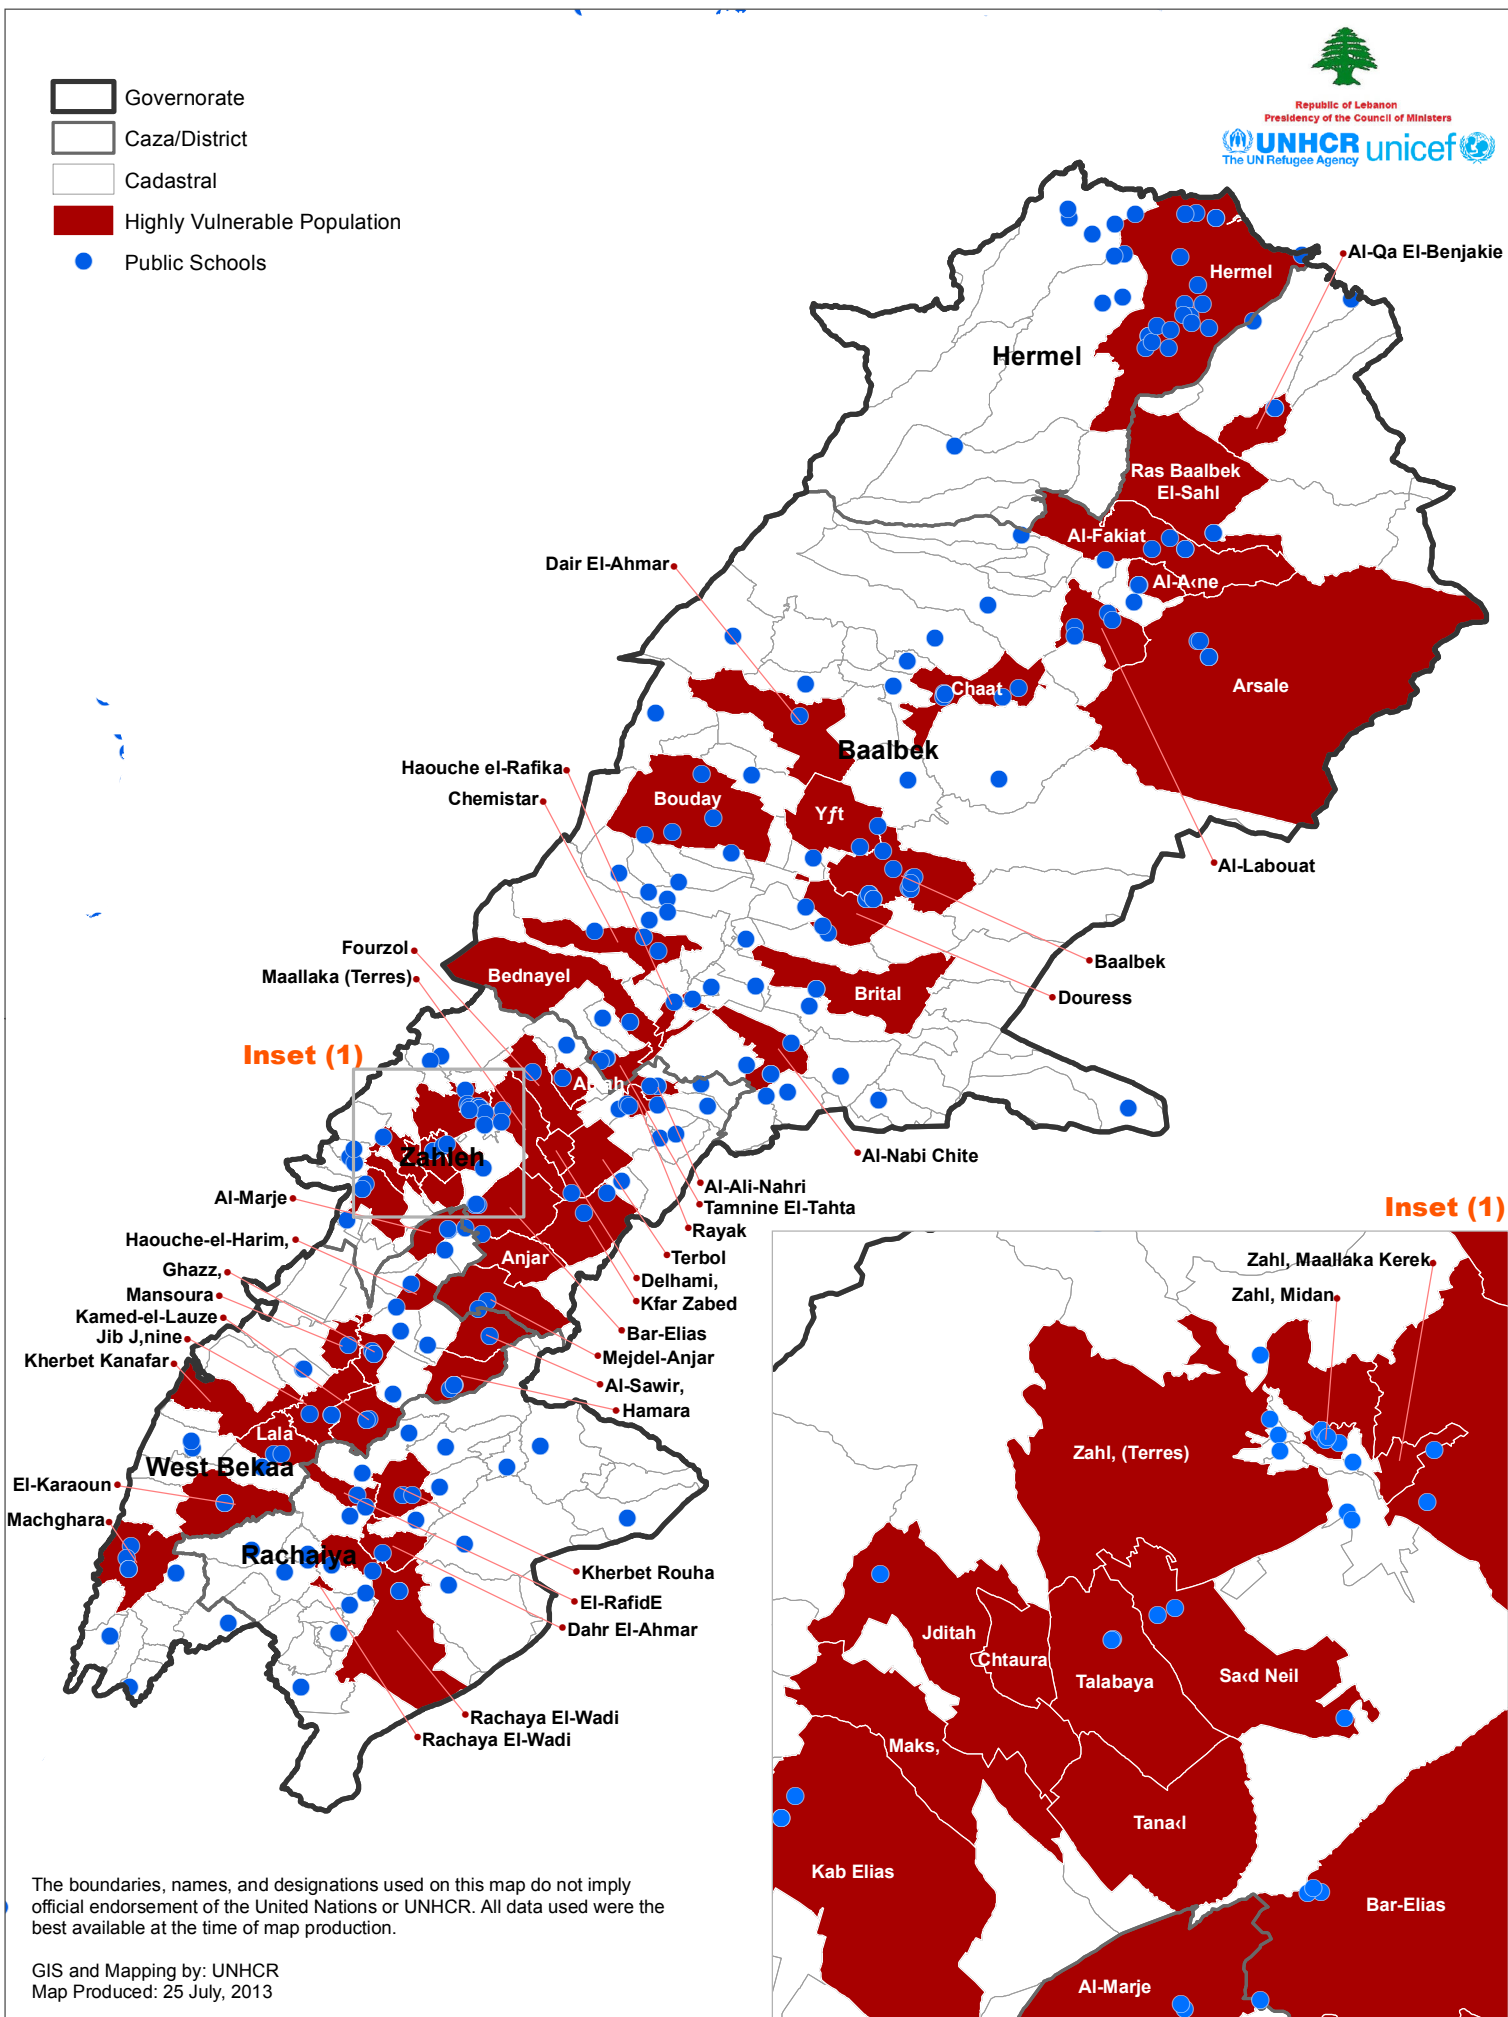 Governorate
Caza/District
Cadastral
Highly Vulnerable Population
Public Schools
Republic of Lebanon
Presidency of the Council of Ministers
UNHCR
The UN Refugee Agency
unicef
Al-Qa El-Benjakie
Hermel
Hermel
Ras Baalbek
El-Sahl
Al-Fakiat
Dair El-Ahmar
Al-A‹ne
Arsale
Chaat
Baalbek
Haouche el-Rafika
Chemistar
Bouday
Yƒt
Al-Labouat
Fourzol
Maallaka (Terres)
Bednayel
Baalbek
Brital
Douress
Inset (1)
Ablah
Zahleh
Al-Nabi Chite
Al-Ali-Nahri
Tamnine El-Tahta
Rayak
Terbol
Delhami,
Kfar Zabed
Bar-Elias
Mejdel-Anjar
Al-Sawir,
Hamara
Al-Marje
Haouche-el-Harim,
Ghazz,
Mansoura
Kamed-el-Lauze
Jib J,nine
Kherbet Kanafar
Anjar
Lala
West Bekaa
El-Karaoun
Machghara
Rachaiya
Kherbet Rouha
El-RafidE
Dahr El-Ahmar
Rachaya El-Wadi
Rachaya El-Wadi
Inset (1)
Zahl, Maallaka Kerek
Zahl, Midan
Zahl, (Terres)
Jditah
Chtaura
Talabaya
Sa‹d Neil
Maks,
Tana‹l
Kab Elias
Bar-Elias
Al-Marje
The boundaries, names, and designations used on this map do not imply
official endorsement of the United Nations or UNHCR. All data used were the
best available at the time of map production.
GIS and Mapping by: UNHCR
Map Produced: 25 July, 2013